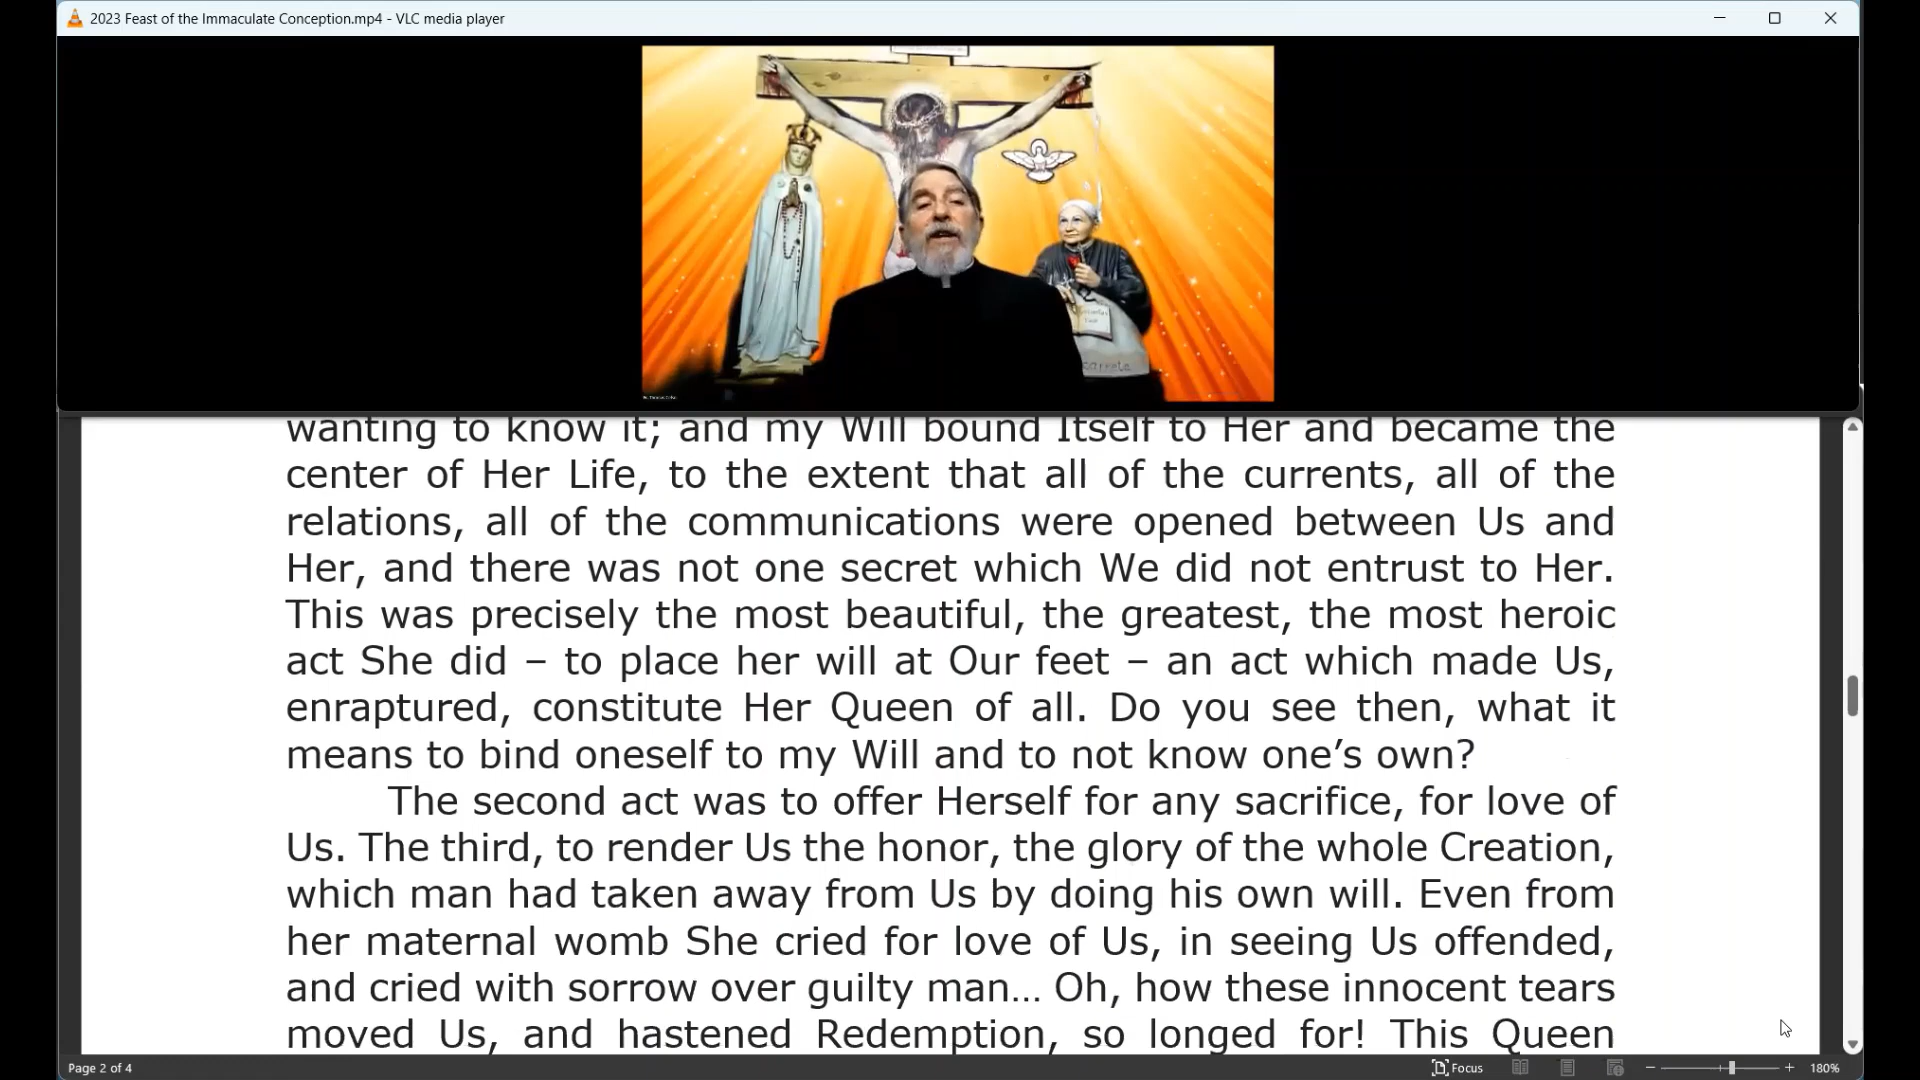 2023 Feast of the Immaculate Conception.mp4 - VLC media player
carrete
wanting to know it; and my Will bound Itself to Her and became the
center of Her Life, to the extent that all of the currents, all of the
relations, all of the communications were opened between Us and
Her, and there was not one secret which We did not entrust to Her.
This was precisely the most beautiful, the greatest, the most heroic
act She did – to place her will at Our feet – an act which made Us,
enraptured, constitute Her Queen of all. Do you see then, what it
means to bind oneself to my Will and to not know one’s own?
The second act was to offer Herself for any sacrifice, for love of
Us. The third, to render Us the honor, the glory of the whole Creation,
which man had taken away from Us by doing his own will. Even from
her maternal womb She cried for love of Us, in seeing Us offended,
and cried with sorrow over guilty man... Oh, how these innocent tears
moved Us, and hastened Redemption, so longed for! This Queen
Page 2 of 4
Focus
180%